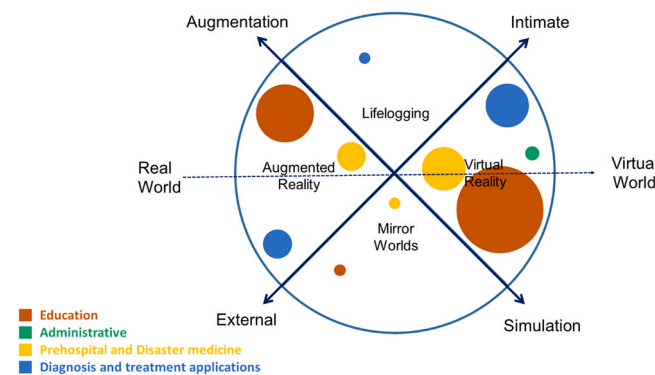 Augmentation
Intimate
Lifelogging
Real
World
Augmented
Reality
Virtual
Reality
Virtua
World
Mirror
Worlds
External
Simulation
Education
Administrative
Prehospital and Disaster medicine
Diagnosis and treatment applications